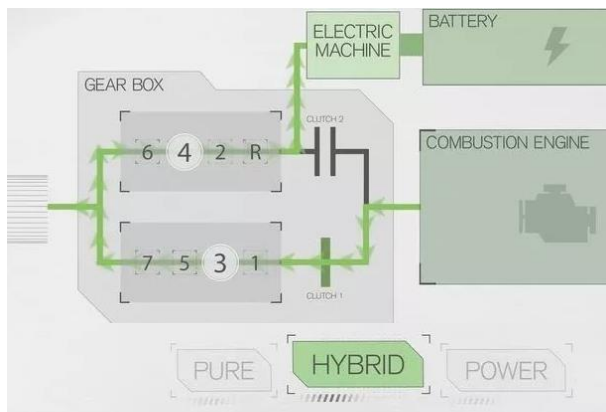 ELECTRIC
MACHINE
BATTERY
GEAR BOX
CLUTCH 2
6 4 2 R
COMBUSTION ENGINE
7 5 3 1
CLUTCH 1
PURE
HYBRID
POWER